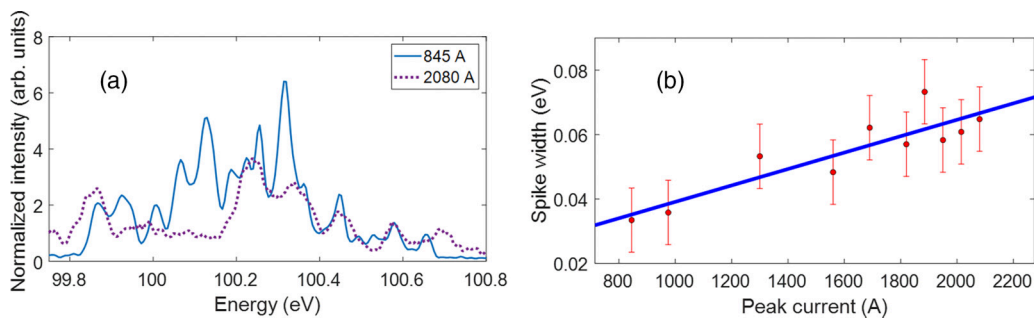 (a)
845 A
2080 A
Normalized intensity (arb. units)
8
6
4
2
0
99.8 100 100.2 100.4 100.6 100.8
Energy (eV)
(b)
Spike width (eV)
0.08
0.06
0.04
0.02
800 1000 1200 1400 1600 1800 2000 2200
Peak current (A)